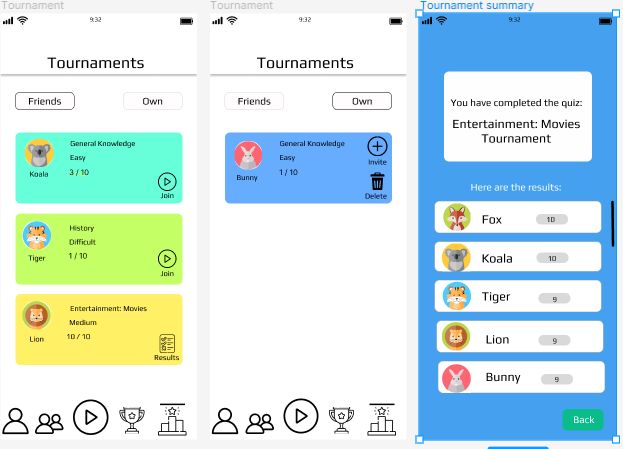 Tournament
9:32
Tournaments
Friends
Own
Koala
General Knowledge
Easy
3 / 10
Join
Tiger
History
Difficult
1 / 10
Join
Lion
Entertainment: Movies
Medium
10 / 10
Results
Tournament
9:32
Tournaments
Friends
Own
Bunny
General Knowledge
Easy
1 / 10
Invite
Delete
Tournament summary
9:32
You have completed the quiz:
Entertainment: Movies
Tournament
Here are the results:
Fox 10
Koala 10
Tiger 9
Lion 9
Bunny 9
Back